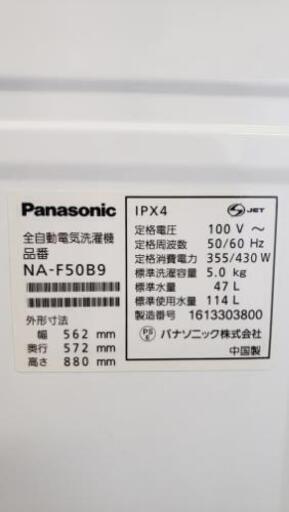 Panasonic
全自動電気洗濯機
品番
NA-F50B9
外形寸法
幅 562 mm
奥行 572 mm
高さ 880 mm
IPX4
S JET
定格電圧 100 V ～
定格周波数 50/60 Hz
定格消費電力 355/430 W
標準洗濯容量 5.0 kg
標準水量 47 L
標準使用水量 114 L
製造番号 1613303800
PS E パナソニック株式会社
中国製